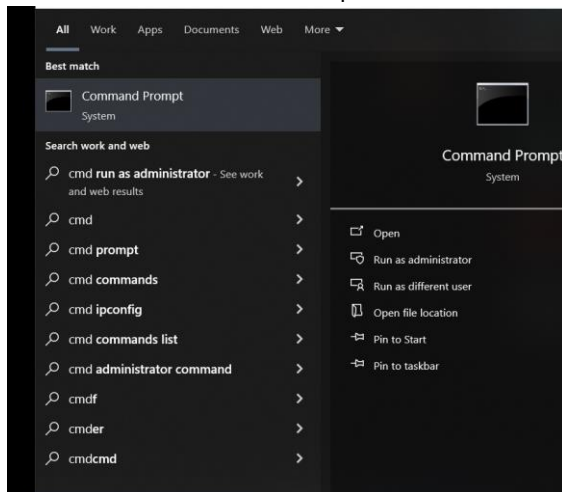 All Work Apps Documents Web More
Best match
Command Prompt
System
Search work and web
cmd run as administrator - See work
and web results
cmd
cmd prompt
cmd commands
cmd ipconfig
cmd commands list
cmd administrator command
cmdf
cmder
cmdcmd
Command Prompt
System
Open
Run as administrator
Run as different user
Open file location
Pin to Start
Pin to taskbar